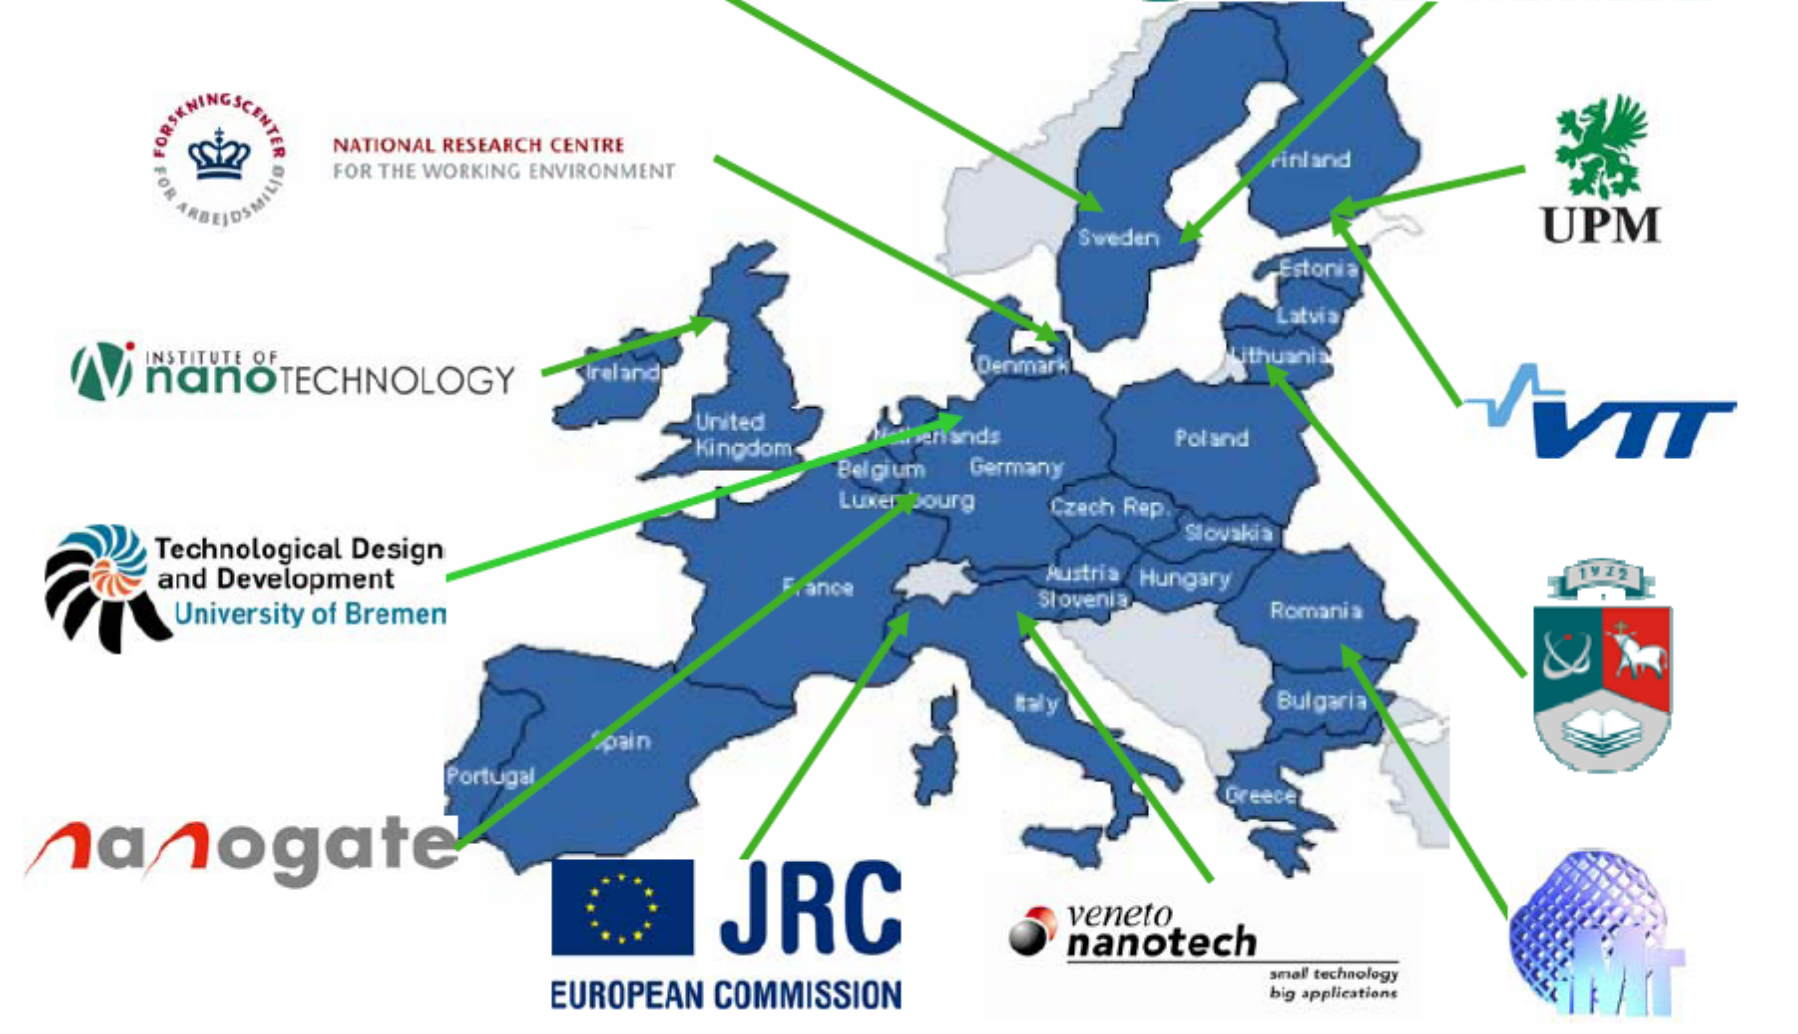 FORSKNINGSCENTER
FOR ARBEJDSMILJØ
NATIONAL RESEARCH CENTRE
FOR THE WORKING ENVIRONMENT
Finland
UPM
Sweden
Estonia
Latvia
INSTITUTE OF
nanoTECHNOLOGY
Ireland
Denmark
Lithuania
VTT
United
Kingdom
Netherlands
Poland
Belgium
Germany
Luxembourg
Czech Rep.
Slovakia
Technological Design
and Development
University of Bremen
France
Austria
Hungary
Slovenia
Romania
1922
Italy
Bulgaria
Spain
Portugal
Greece
nanogate
JRC
EUROPEAN COMMISSION
veneto
nanotech
small technology
big applications
IMT